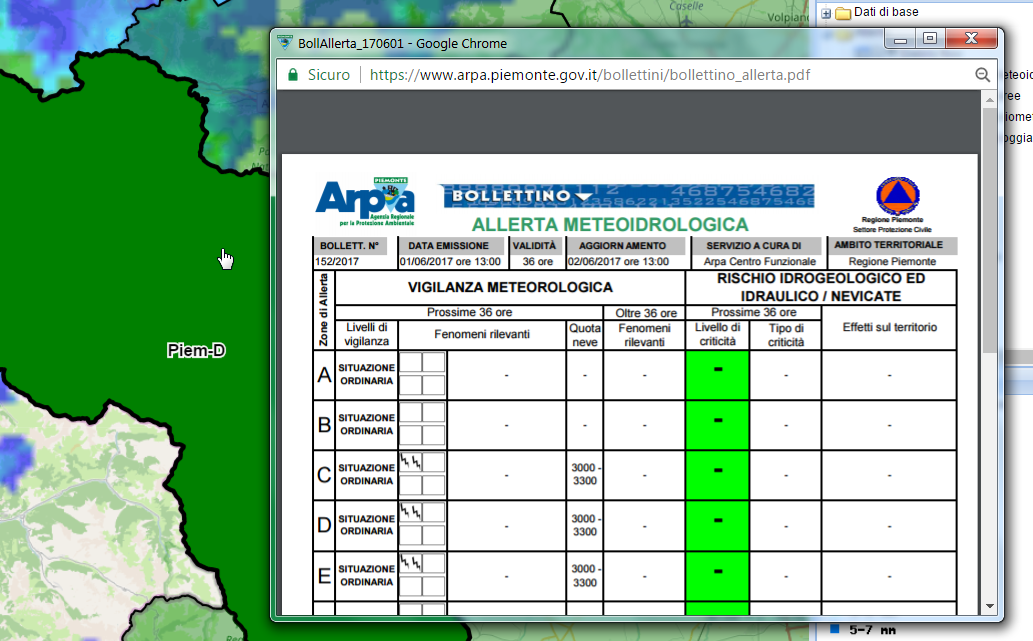 Caselle
Volpiano
Dati di base
BollAllerta_170601 - Google Chrome
Sicuro | https://www.arpa.piemonte.gov.it/bollettini/bollettino_allerta.pdf
Piem-D
PIEMONTE
Arpa
Agenzia Regionale
per la Protezione Ambientale
BOLLETTINO
ALLERTA METEOIDROLOGICA
Regione Piemonte
Settore Protezione Civile
BOLLETT. N° DATA EMISSIONE VALIDITÀ AGGIORNAMENTO SERVIZIO A CURA DI AMBITO TERRITORIALE
152/2017 01/06/2017 ore 13:00 36 ore 02/06/2017 ore 13:00 Arpa Centro Funzionale Regione Piemonte
Zone di Allerta
VIGILANZA METEOROLOGICA
RISCHIO IDROGEOLOGICO ED
IDRAULICO / NEVICATE
Prossime 36 ore Oltre 36 ore Prossime 36 ore
Livelli di vigilanza Fenomeni rilevanti Quota neve Fenomeni rilevanti Livello di criticità Tipo di criticità Effetti sul territorio
A SITUAZIONE ORDINARIA - - - - - -
B SITUAZIONE ORDINARIA - - - - - -
C SITUAZIONE ORDINARIA - 3000 - 3300 - - - -
D SITUAZIONE ORDINARIA - 3000 - 3300 - - - -
E SITUAZIONE ORDINARIA - 3000 - 3300 - - - -
5-7 mm